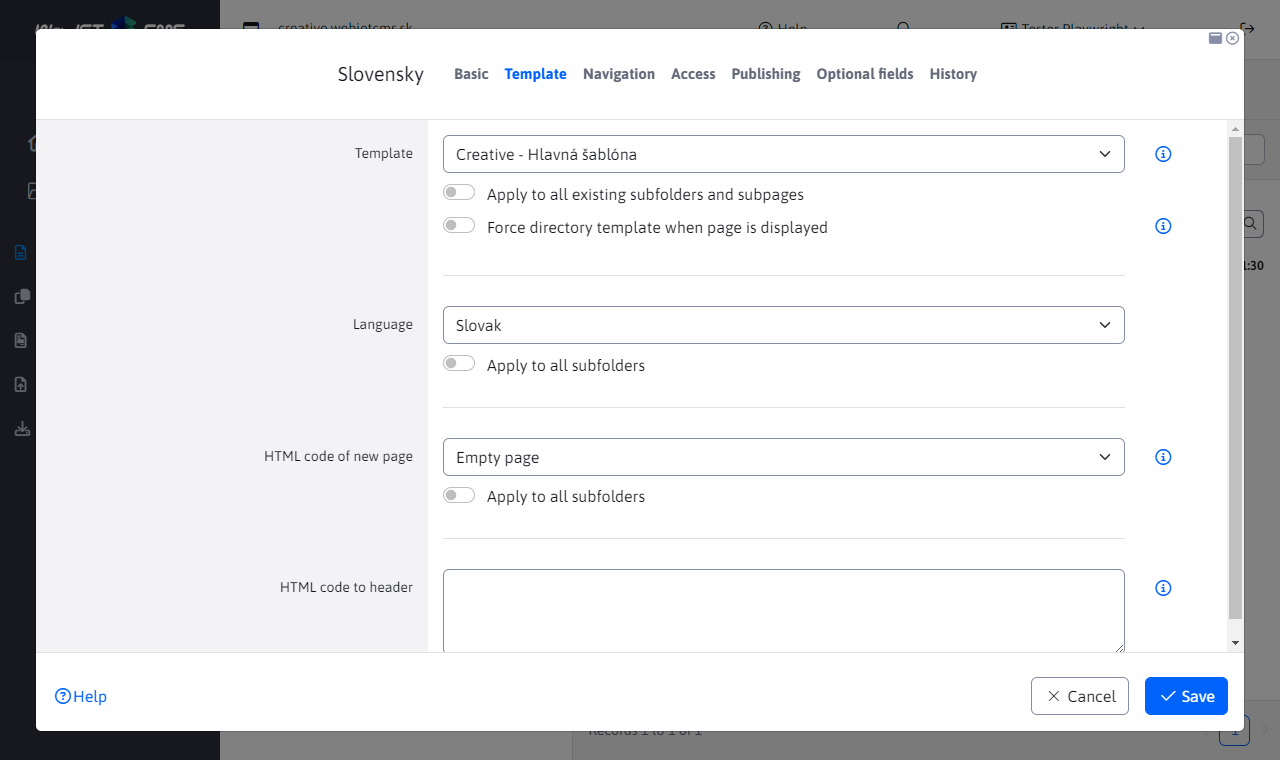 creative.webjetcms.sk
Help
Tester Playwright
Slovensky
Basic
Template
Navigation
Access
Publishing
Optional fields
History
Template
Creative - Hlavná šablóna
Apply to all existing subfolders and subpages
Force directory template when page is displayed
Language
Slovak
Apply to all subfolders
HTML code of new page
Empty page
Apply to all subfolders
HTML code to header
Help
Cancel
Save
Records 1 to 1 of 1
1